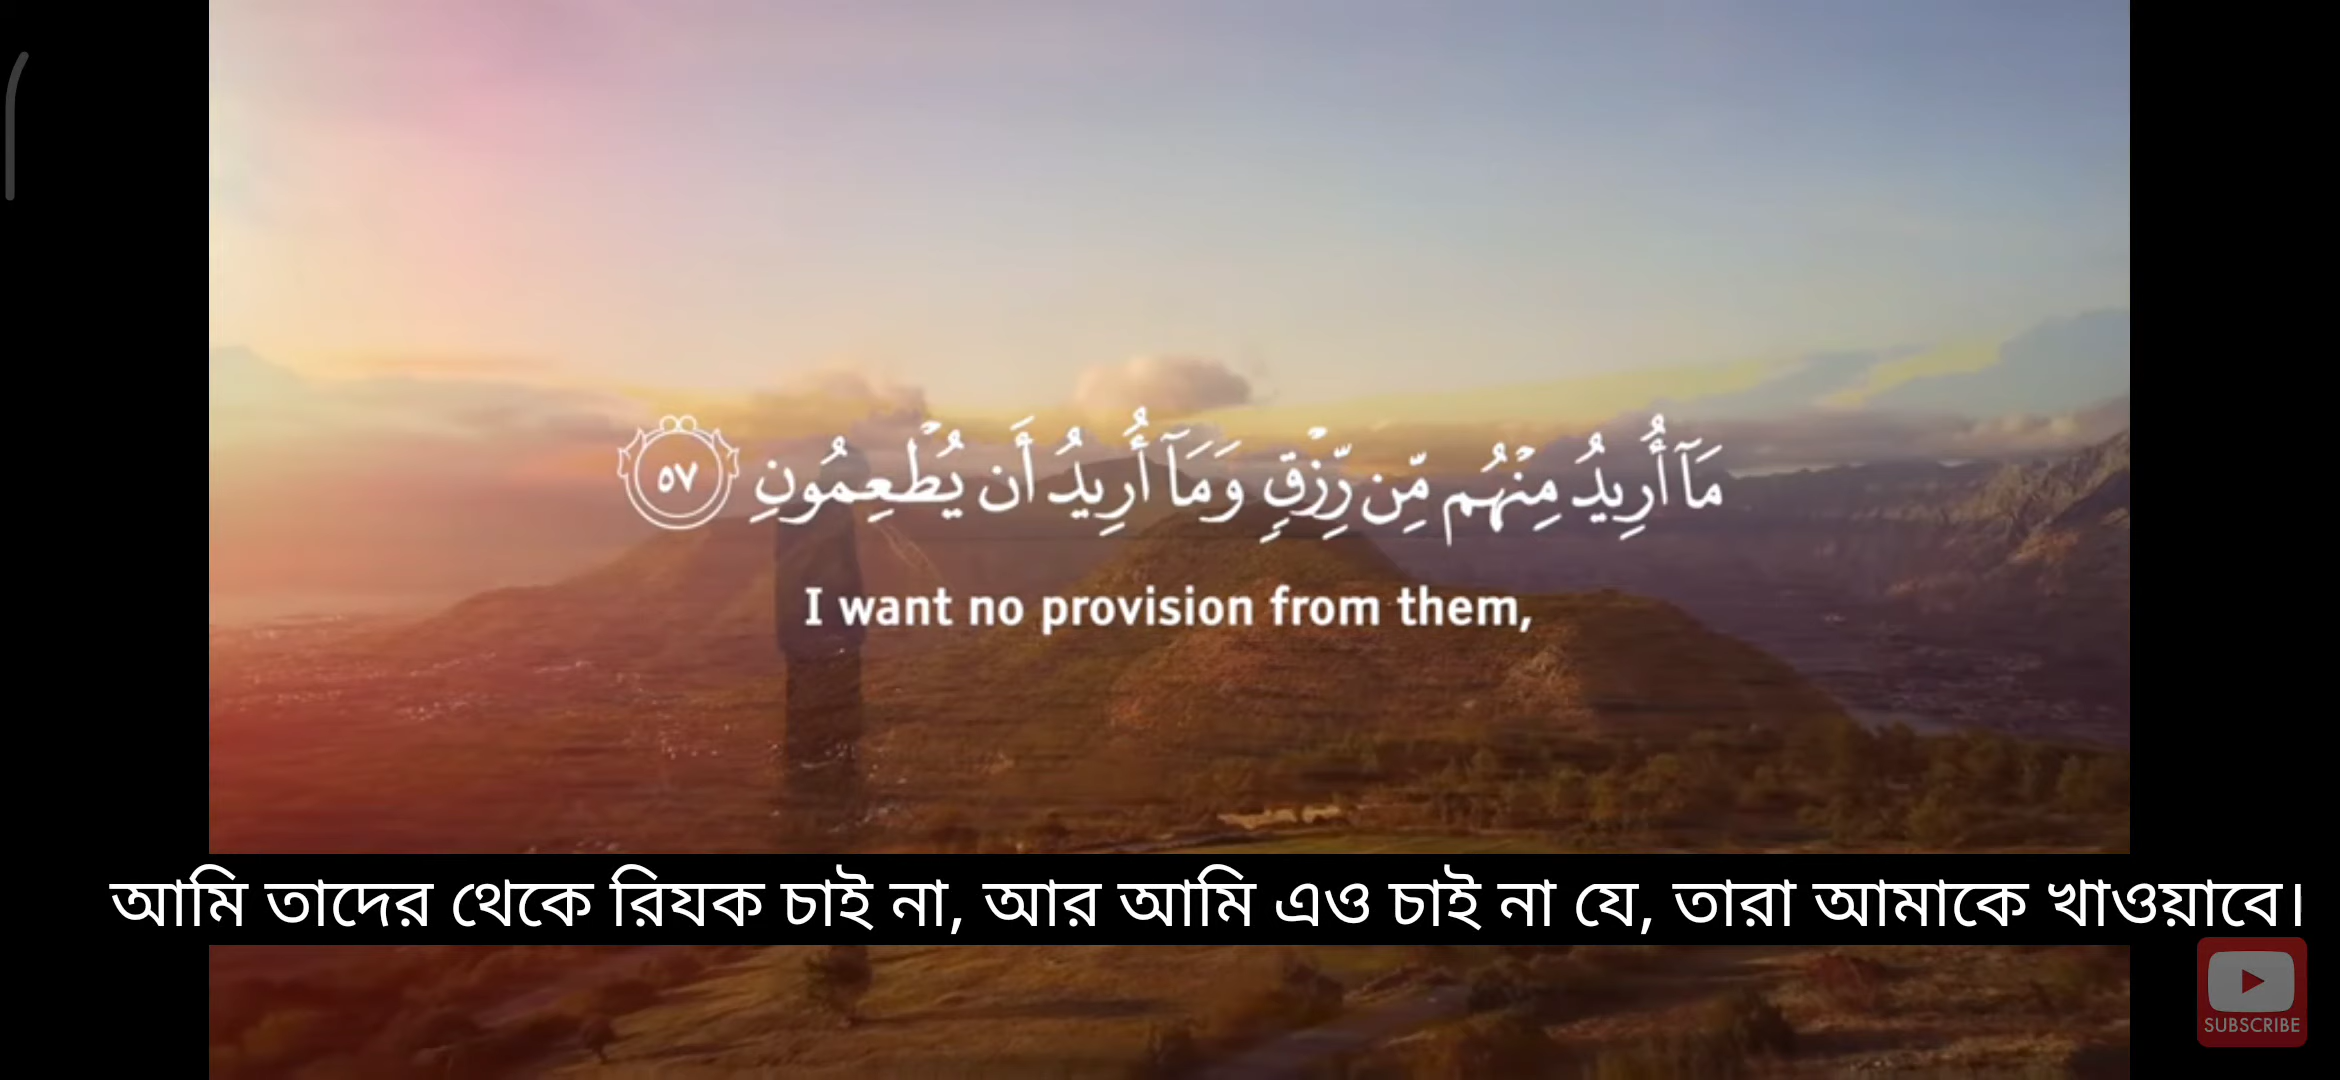 مَآ أُرِيدُ مِنۡهُم مِّن رِّزۡقٖ وَمَآ أُرِيدُ أَن يُطۡعِمُونِ ٥٧
I want no provision from them,
আমি তাদের থেকে রিযক চাই না, আর আমি এও চাই না যে, তারা আমাকে খাওয়াবে।
SUBSCRIBE